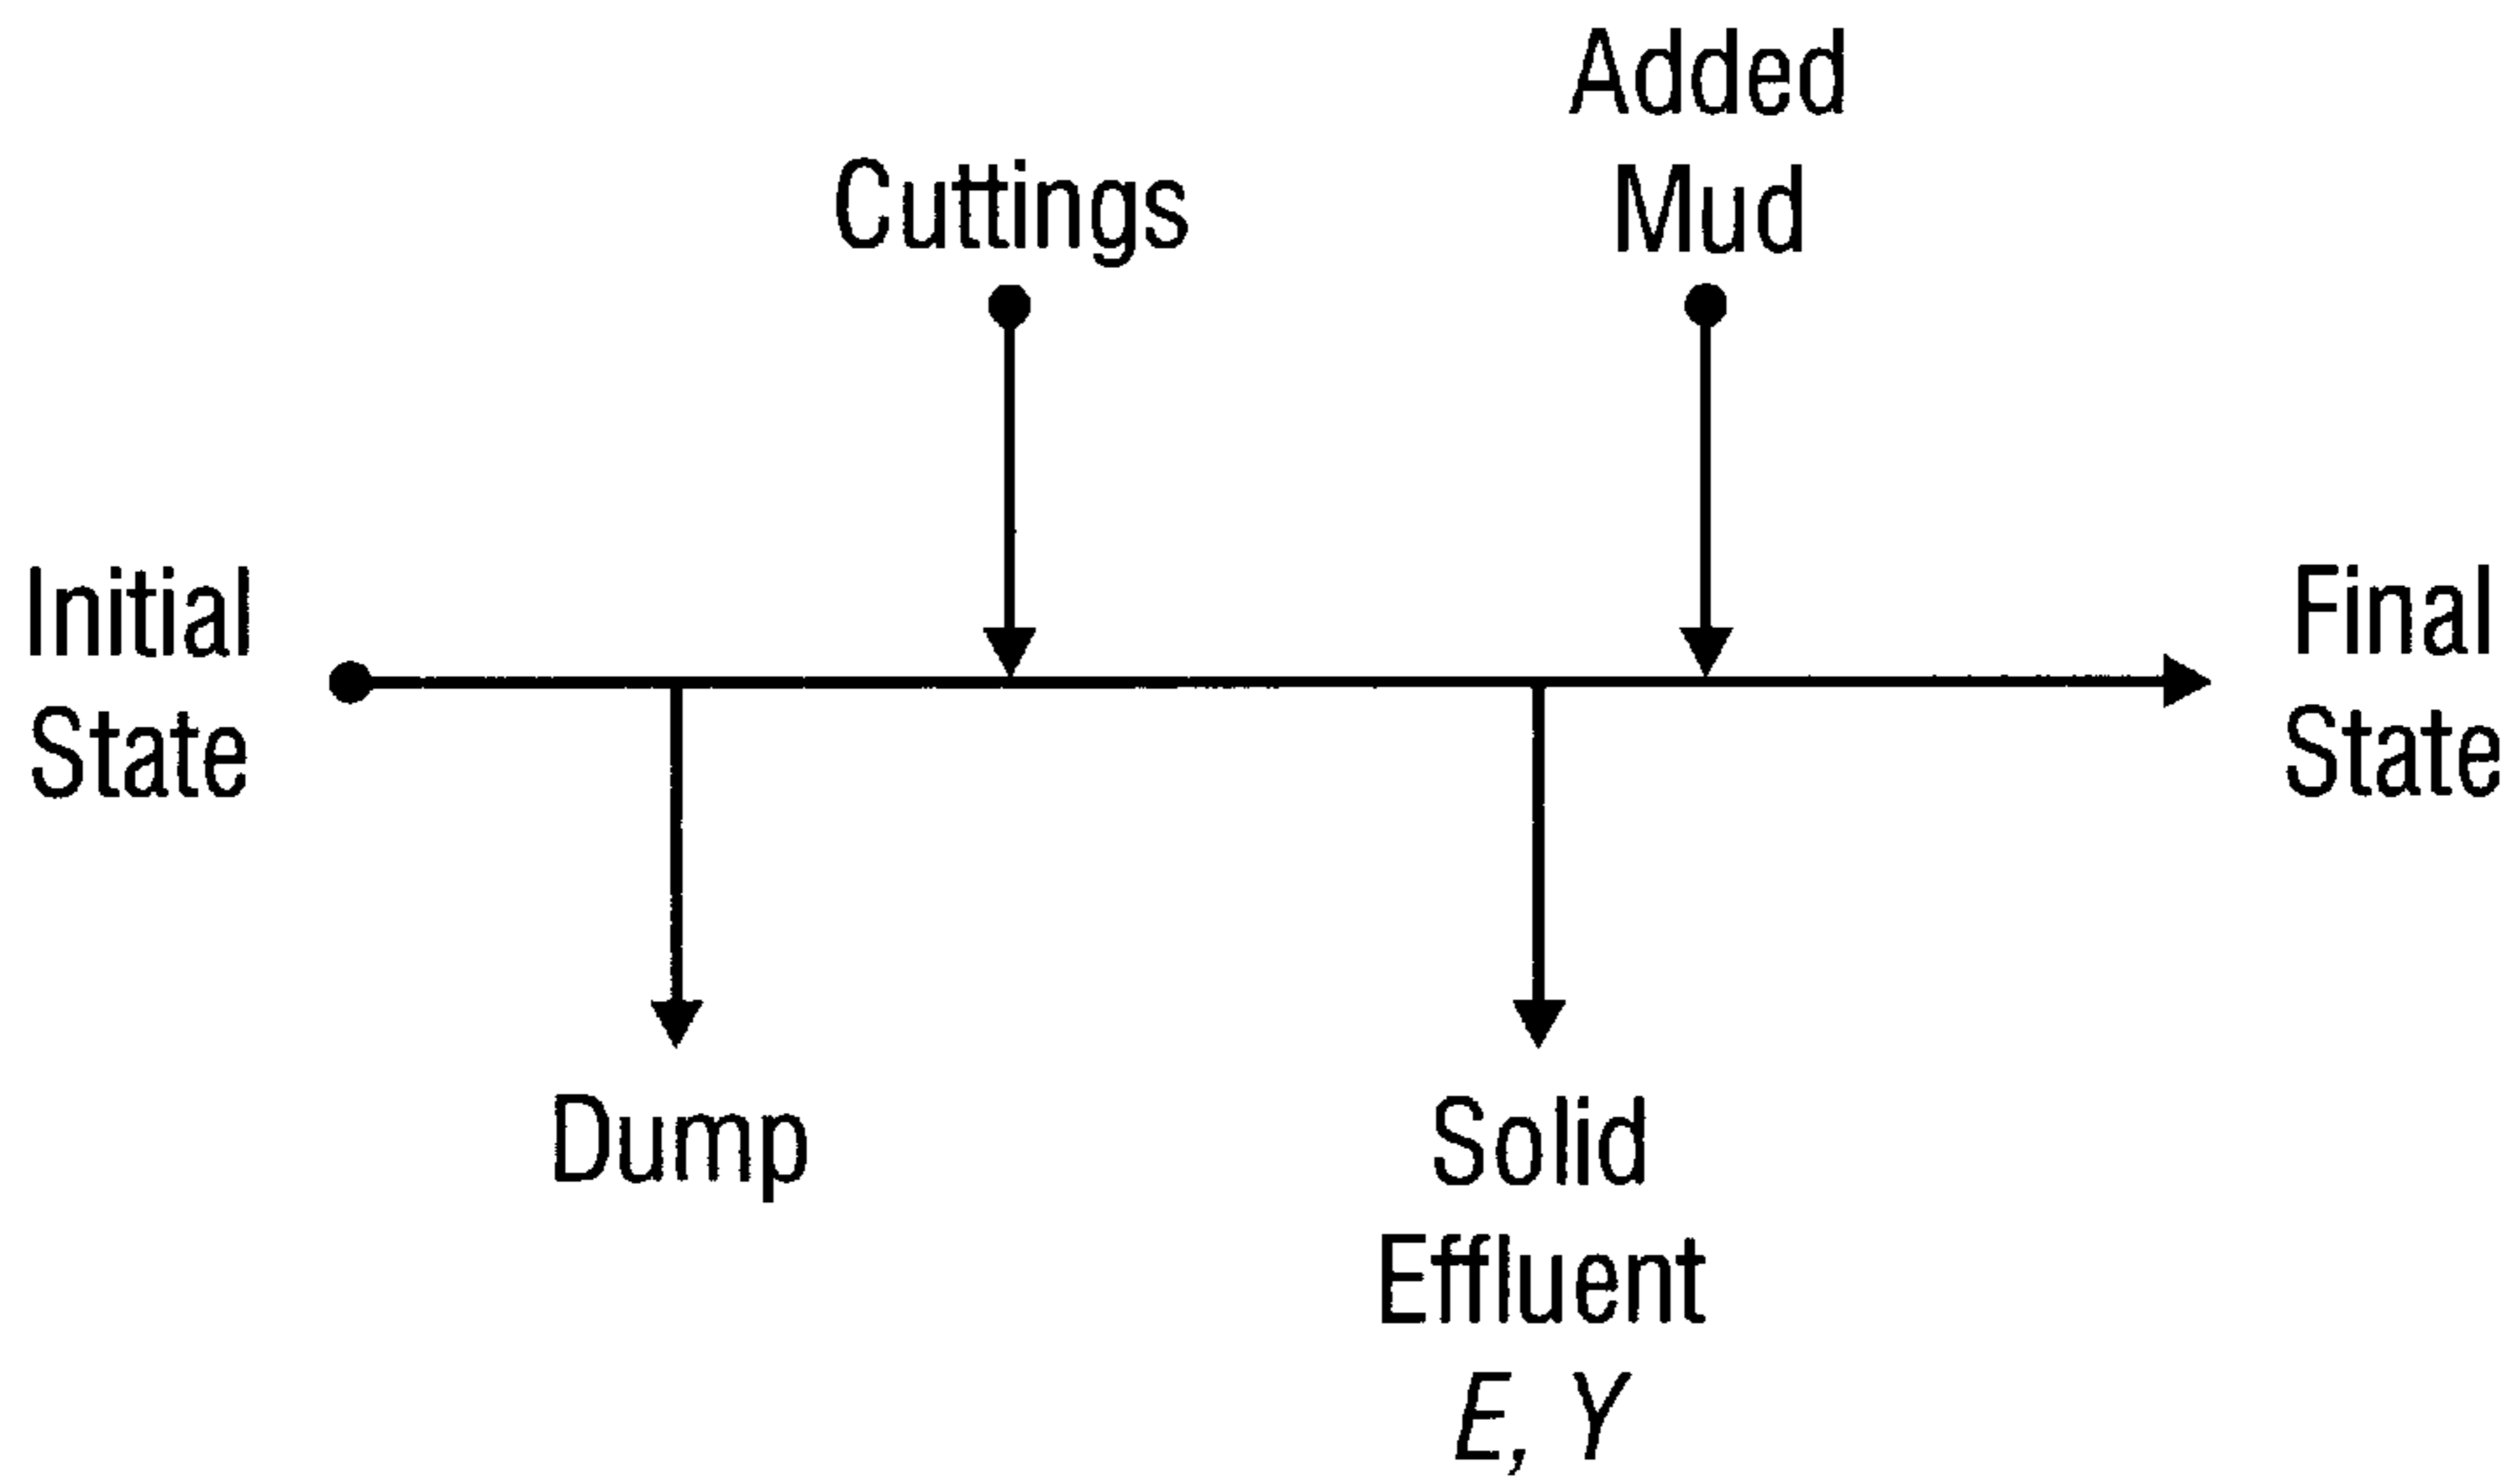 Added
Mud
Cuttings
Initial
State
Final
State
Dump
Solid
Effluent
E, Y